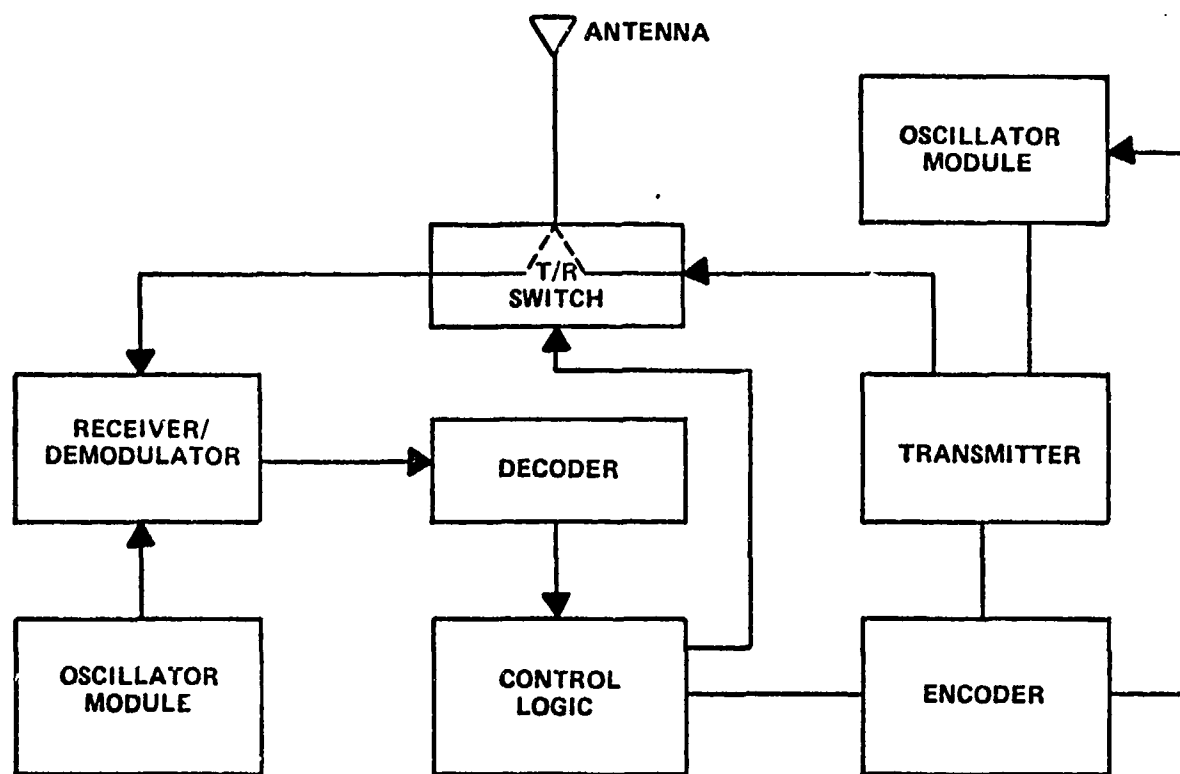 ANTENNA
OSCILLATOR
MODULE
T/R
SWITCH
RECEIVER/
DEMODULATOR
DECODER
TRANSMITTER
OSCILLATOR
MODULE
CONTROL
LOGIC
ENCODER